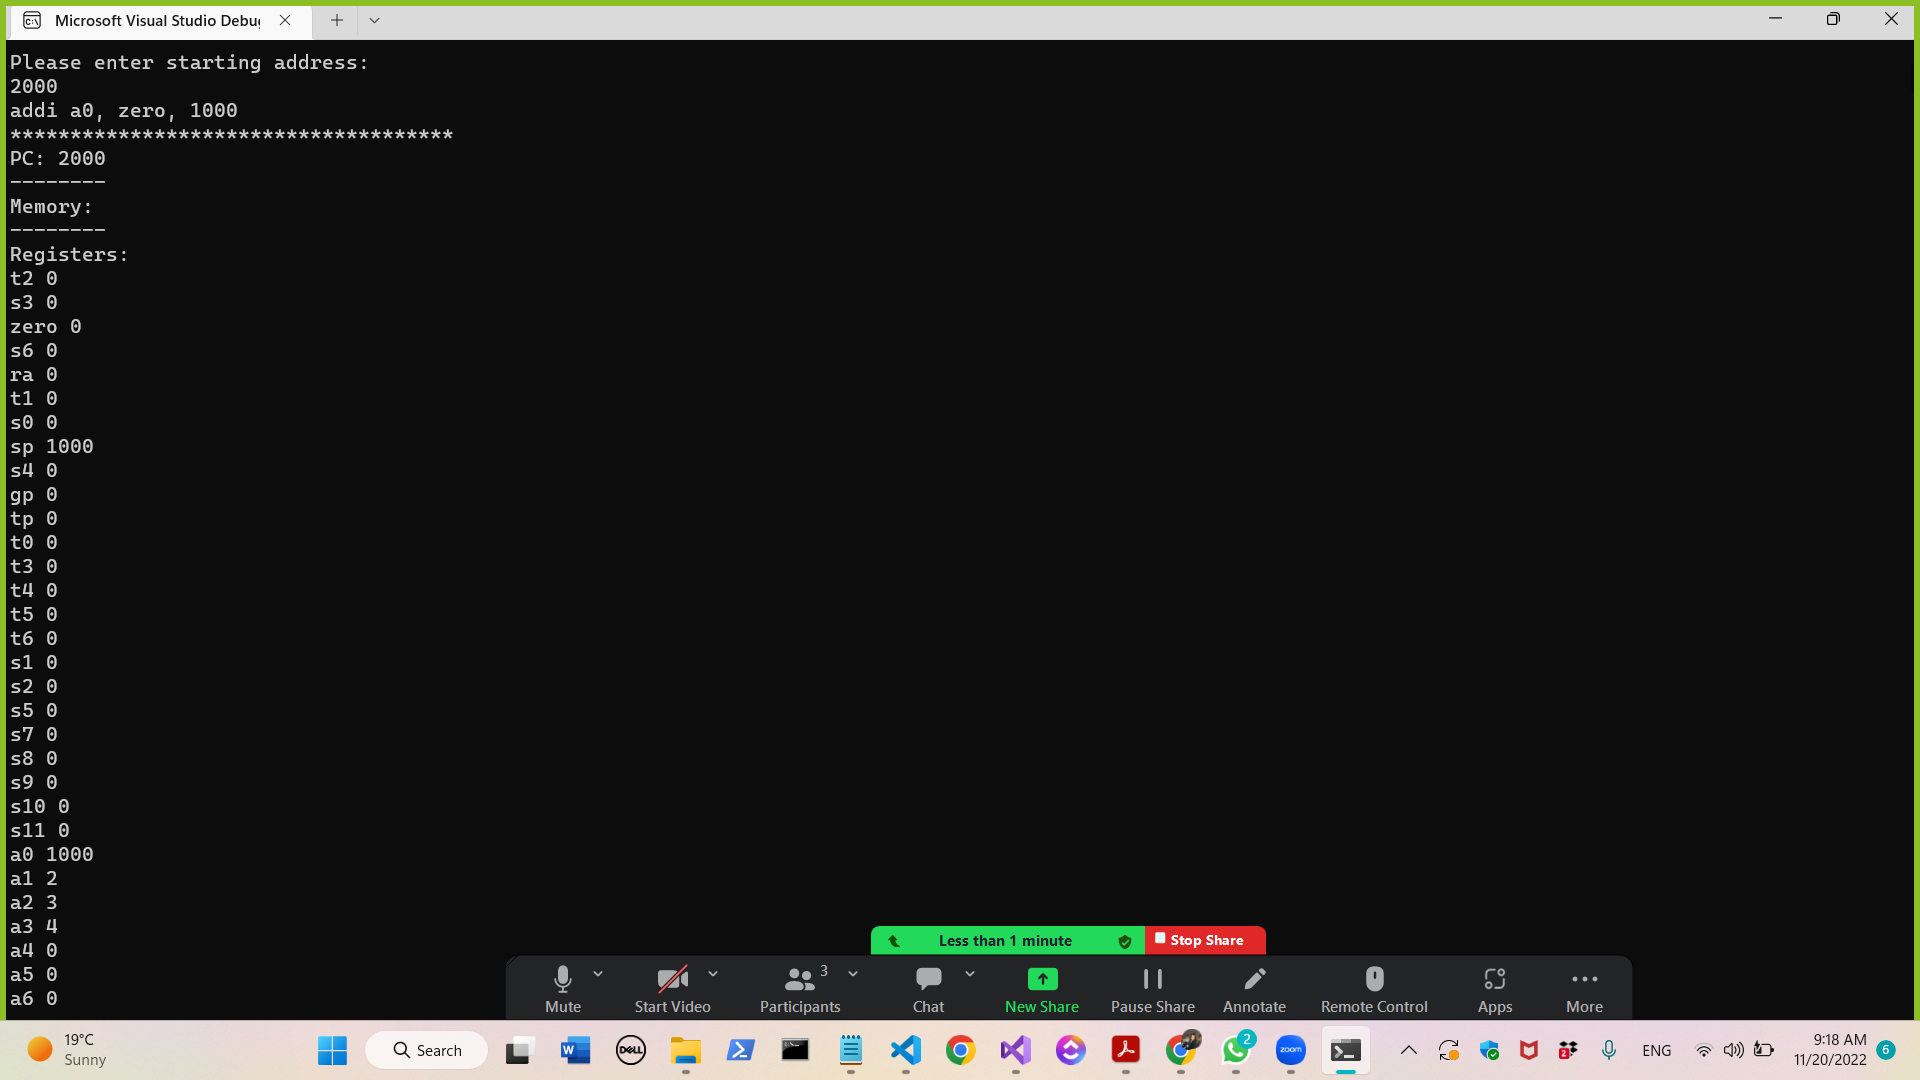 Microsoft Visual Studio Debug
Please enter starting address:
2000
addi a0, zero, 1000
*************************************
PC: 2000
--------
Memory:
--------
Registers:
t2 0
s3 0
zero 0
s6 0
ra 0
t1 0
s0 0
sp 1000
s4 0
gp 0
tp 0
t0 0
t3 0
t4 0
t5 0
t6 0
s1 0
s2 0
s5 0
s7 0
s8 0
s9 0
s10 0
s11 0
a0 1000
a1 2
a2 3
a3 4
a4 0
a5 0
a6 0
Less than 1 minute Stop Share
3
Mute Start Video Participants Chat New Share Pause Share Annotate Remote Control Apps More
19°C
Sunny
Search
DELL
2
zoom
2
ENG
9:18 AM
11/20/2022
6